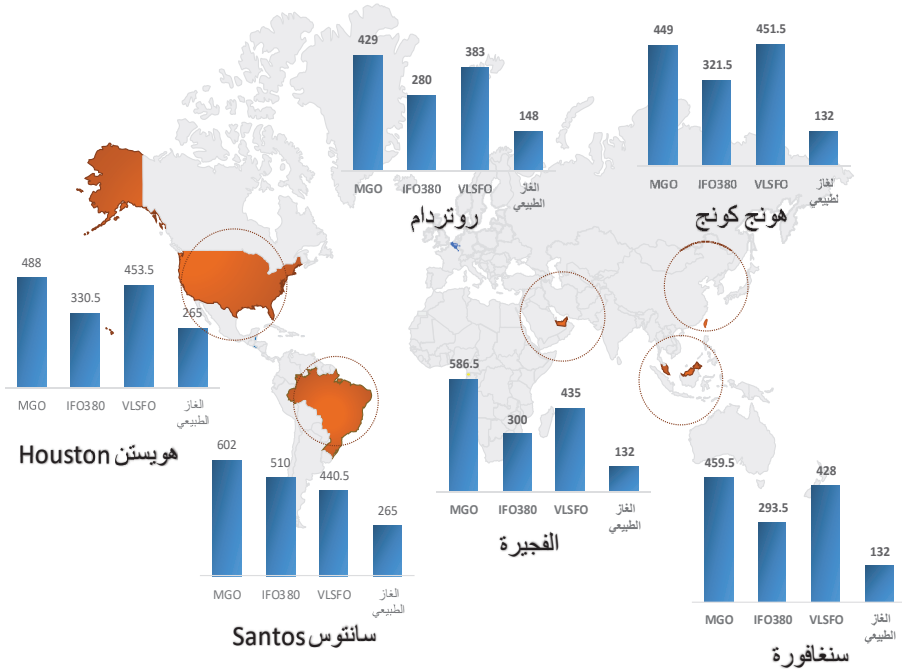 429
280
383
148
MGO
IFO380
VLSFO
الغاز
الطبيعي
روتردام
449
321.5
451.5
132
MGO
IFO380
VLSFO
لغاز
الطبيعي
هونج كونج
488
330.5
453.5
265
MGO
IFO380
VLSFO
الغاز
الطبيعي
هويستن Houston
586.5
300
435
132
MGO
IFO380
VLSFO
الغاز
الطبيعي
الفجيرة
602
510
440.5
265
MGO
IFO380
VLSFO
الغاز
الطبيعي
سانتوس Santos
459.5
293.5
428
132
MGO
IFO380
VLSFO
الغاز
الطبيعي
سنغافورة